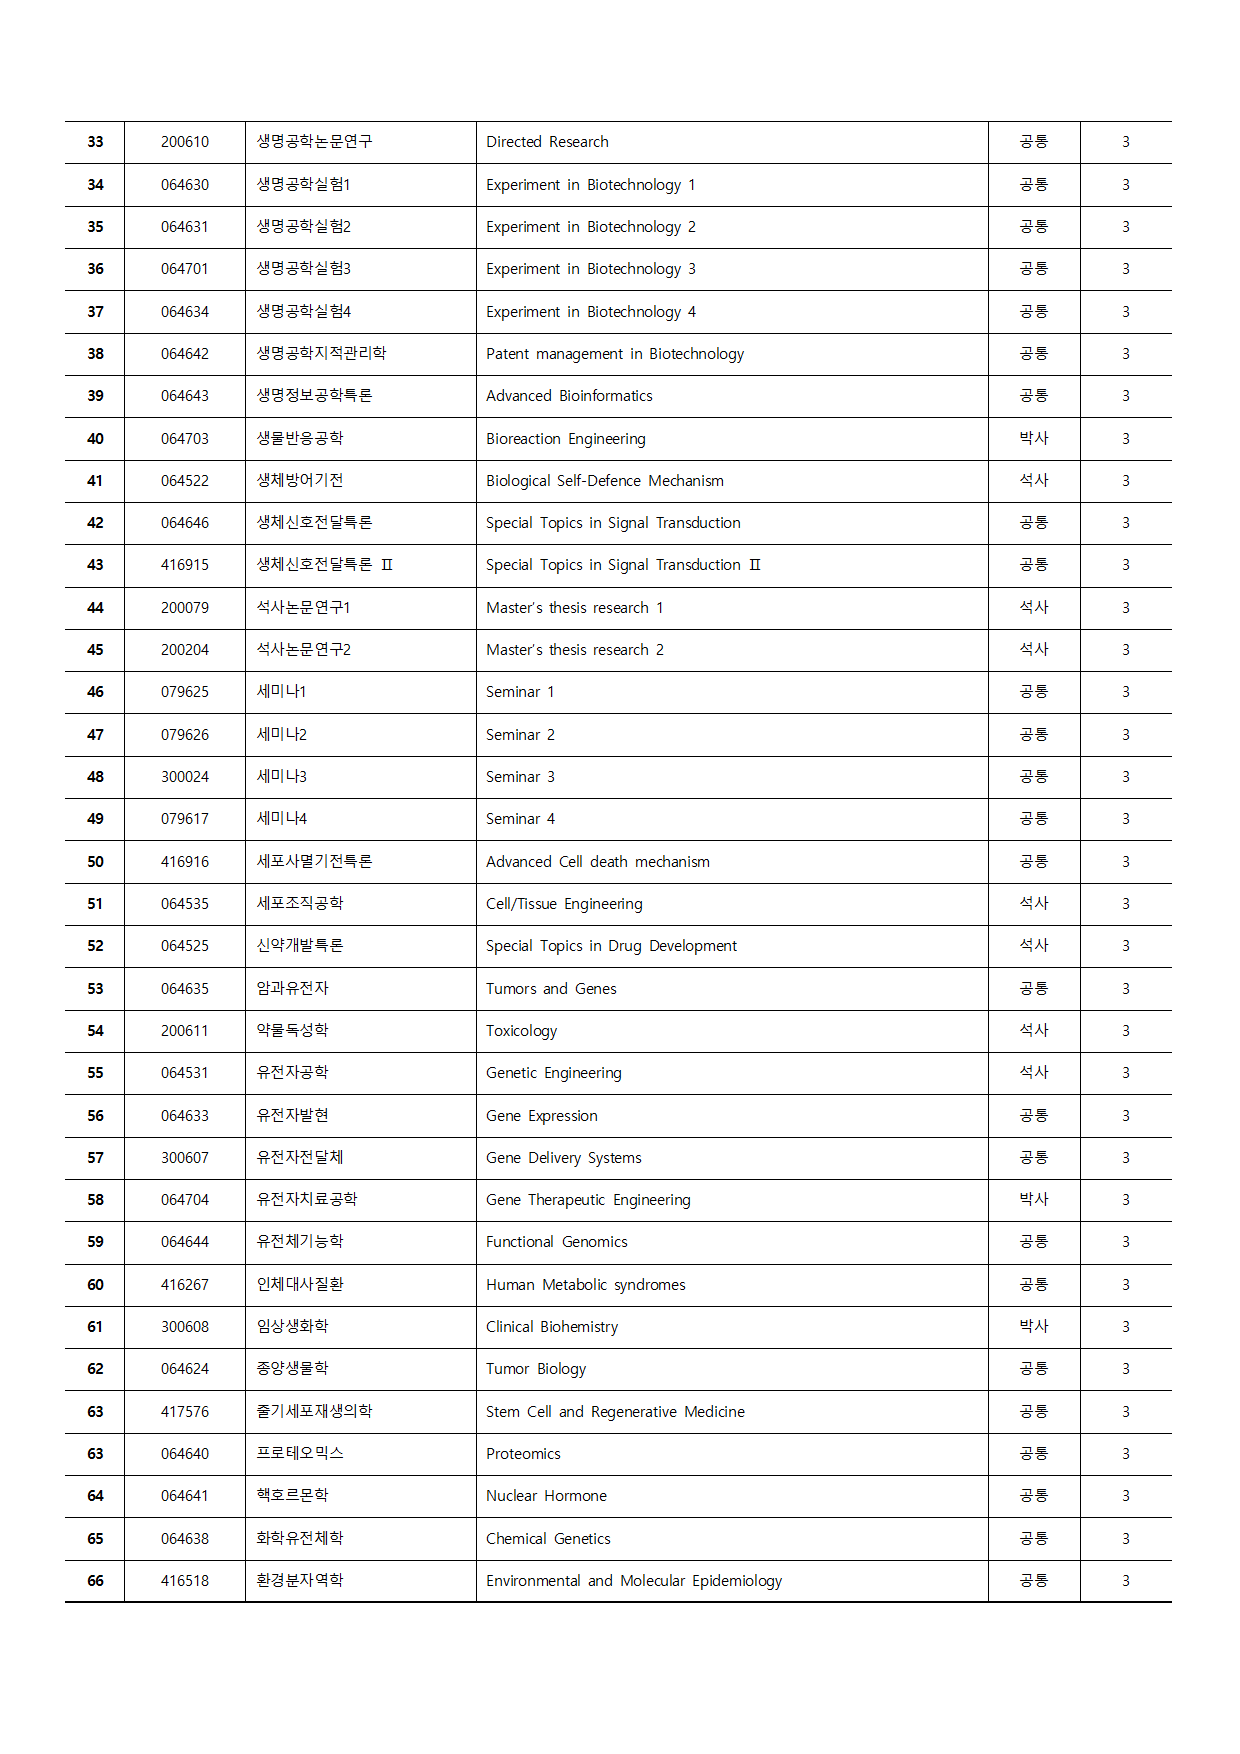 33 200610 생명공학논문연구 Directed Research 공통 3
34 064630 생명공학실험1 Experiment in Biotechnology 1 공통 3
35 064631 생명공학실험2 Experiment in Biotechnology 2 공통 3
36 064701 생명공학실험3 Experiment in Biotechnology 3 공통 3
37 064634 생명공학실험4 Experiment in Biotechnology 4 공통 3
38 064642 생명공학지적관리학 Patent management in Biotechnology 공통 3
39 064643 생명정보공학특론 Advanced Bioinformatics 공통 3
40 064703 생물반응공학 Bioreaction Engineering 박사 3
41 064522 생체방어기전 Biological Self-Defence Mechanism 석사 3
42 064646 생체신호전달특론 Special Topics in Signal Transduction 공통 3
43 416915 생체신호전달특론 Ⅱ Special Topics in Signal Transduction Ⅱ 공통 3
44 200079 석사논문연구1 Master's thesis research 1 석사 3
45 200204 석사논문연구2 Master's thesis research 2 석사 3
46 079625 세미나1 Seminar 1 공통 3
47 079626 세미나2 Seminar 2 공통 3
48 300024 세미나3 Seminar 3 공통 3
49 079617 세미나4 Seminar 4 공통 3
50 416916 세포사멸기전특론 Advanced Cell death mechanism 공통 3
51 064535 세포조직공학 Cell/Tissue Engineering 석사 3
52 064525 신약개발특론 Special Topics in Drug Development 석사 3
53 064635 암과유전자 Tumors and Genes 공통 3
54 200611 약물독성학 Toxicology 석사 3
55 064531 유전자공학 Genetic Engineering 석사 3
56 064633 유전자발현 Gene Expression 공통 3
57 300607 유전자전달체 Gene Delivery Systems 공통 3
58 064704 유전자치료공학 Gene Therapeutic Engineering 박사 3
59 064644 유전체기능학 Functional Genomics 공통 3
60 416267 인체대사질환 Human Metabolic syndromes 공통 3
61 300608 임상생화학 Clinical Biohemistry 박사 3
62 064624 종양생물학 Tumor Biology 공통 3
63 417576 줄기세포재생의학 Stem Cell and Regenerative Medicine 공통 3
63 064640 프로테오믹스 Proteomics 공통 3
64 064641 핵호르몬학 Nuclear Hormone 공통 3
65 064638 화학유전체학 Chemical Genetics 공통 3
66 416518 환경분자역학 Environmental and Molecular Epidemiology 공통 3